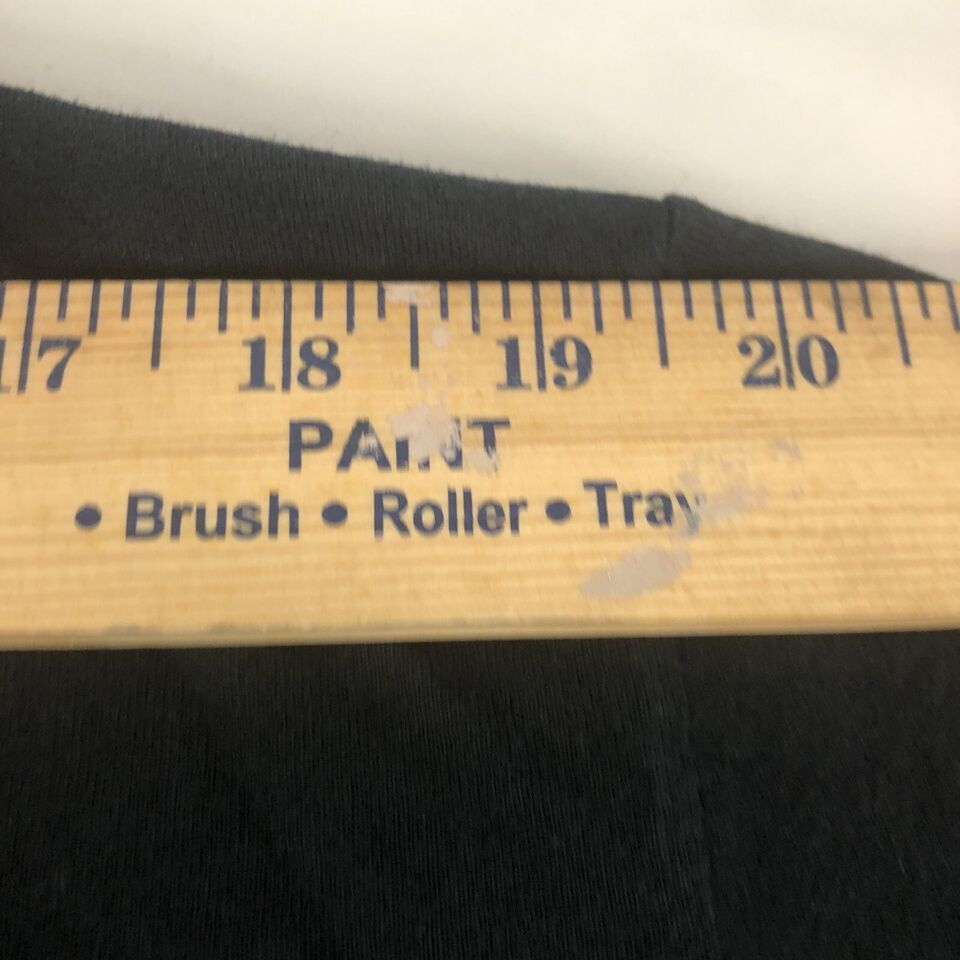 17 18 19 20
PAINT
• Brush • Roller • Tray